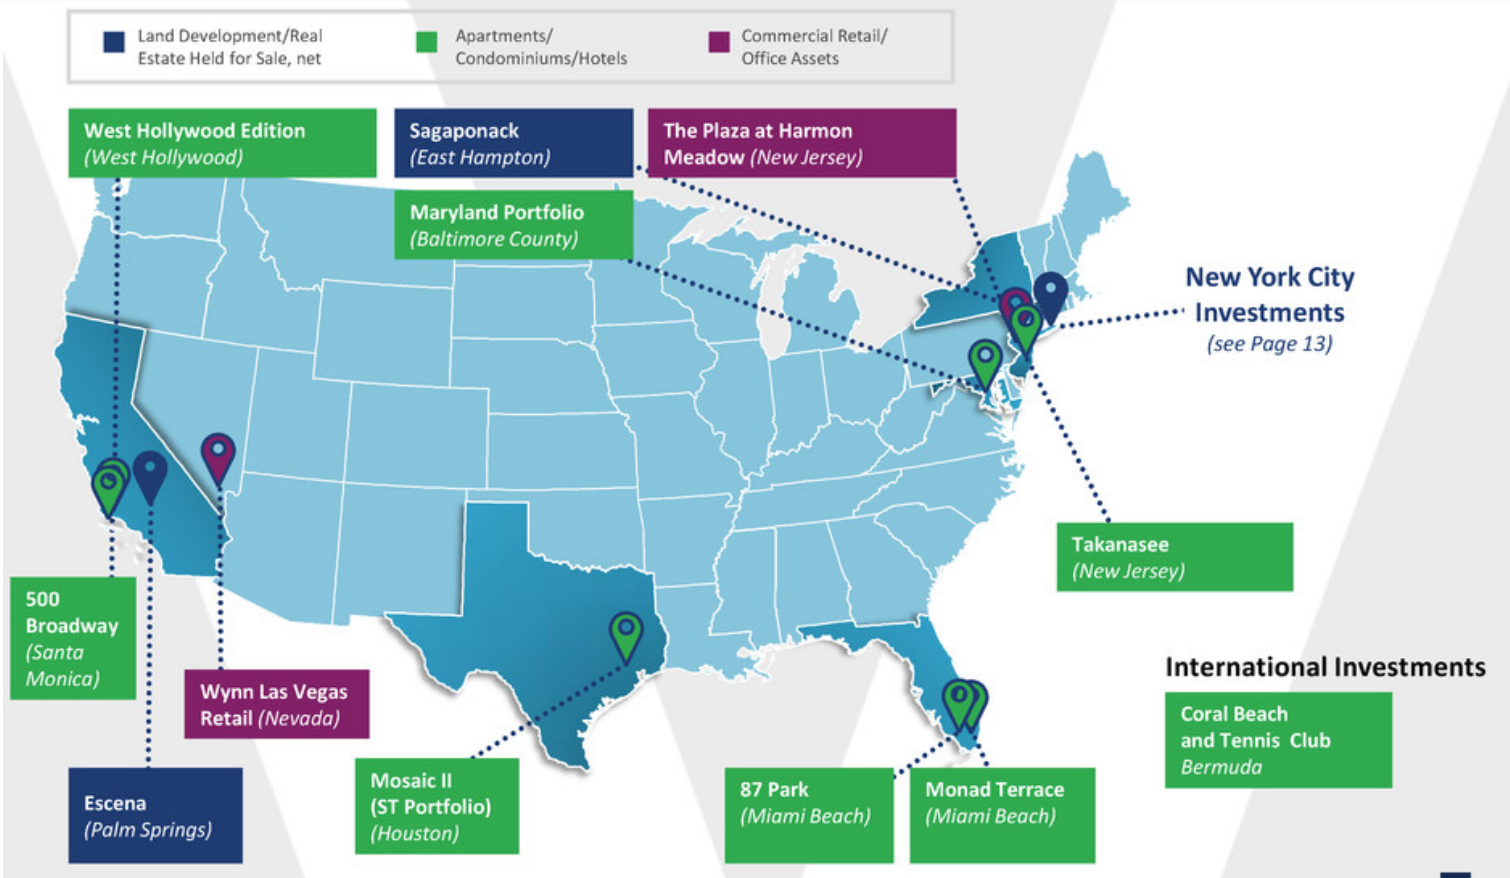 Land Development/Real
Estate Held for Sale, net
Apartments/
Condominiums/Hotels
Commercial Retail/
Office Assets
West Hollywood Edition
(West Hollywood)
Sagaponack
(East Hampton)
The Plaza at Harmon
Meadow (New Jersey)
Maryland Portfolio
(Baltimore County)
New York City
Investments
(see Page 13)
Takanasee
(New Jersey)
500
Broadway
(Santa
Monica)
Wynn Las Vegas
Retail (Nevada)
Escena
(Palm Springs)
Mosaic II
(ST Portfolio)
(Houston)
87 Park
(Miami Beach)
Monad Terrace
(Miami Beach)
International Investments
Coral Beach
and Tennis Club
Bermuda